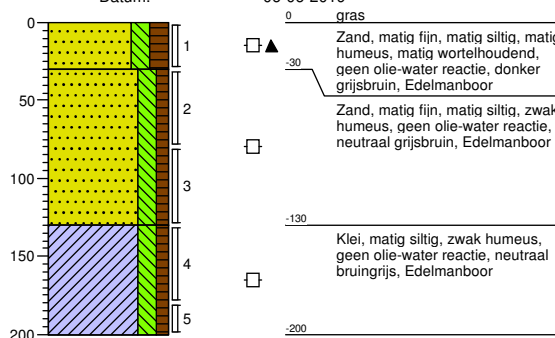 0
50
100
150
200
1
2
3
4
5
0
gras
Zand, matig fijn, matig siltig, matig
humeus, matig wortelhoudend,
geen olie-water reactie, donker
grijsbruin, Edelmanboor
-30
Zand, matig fijn, matig siltig, zwak
humeus, geen olie-water reactie,
neutraal grijsbruin, Edelmanboor
-130
Klei, matig siltig, zwak humeus,
geen olie-water reactie, neutraal
bruingrijs, Edelmanboor
-200